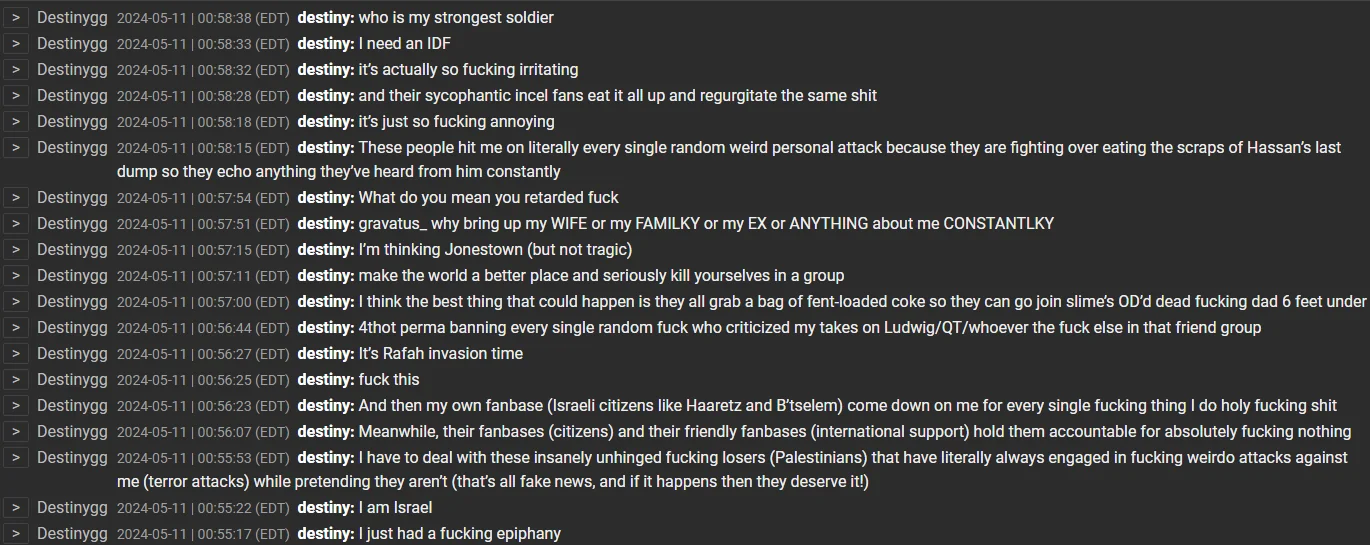 > Destinygg 2024-05-11 | 00:58:38 (EDT) destiny: who is my strongest soldier
> Destinygg 2024-05-11 | 00:58:33 (EDT) destiny: I need an IDF
> Destinygg 2024-05-11 | 00:58:32 (EDT) destiny: it's actually so fucking irritating
> Destinygg 2024-05-11 | 00:58:28 (EDT) destiny: and their sycophantic incel fans eat it all up and regurgitate the same shit
> Destinygg 2024-05-11 | 00:58:18 (EDT) destiny: it's just so fucking annoying
> Destinygg 2024-05-11 | 00:58:15 (EDT) destiny: These people hit me on literally every single random weird personal attack because they are fighting over eating the scraps of Hassan's last
dump so they echo anything they've heard from him constantly
> Destinygg 2024-05-11 | 00:57:54 (EDT) destiny: What do you mean you retarded fuck
> Destinygg 2024-05-11 | 00:57:51 (EDT) destiny: gravatus_ why bring up my WIFE or my FAMILKY or my EX or ANYTHING about me CONSTANTLKY
> Destinygg 2024-05-11 | 00:57:15 (EDT) destiny: I'm thinking Jonestown (but not tragic)
> Destinygg 2024-05-11 | 00:57:11 (EDT) destiny: make the world a better place and seriously kill yourselves in a group
> Destinygg 2024-05-11 | 00:57:00 (EDT) destiny: I think the best thing that could happen is they all grab a bag of fent-loaded coke so they can go join slime's OD'd dead fucking dad 6 feet under
> Destinygg 2024-05-11 | 00:56:44 (EDT) destiny: 4thot perma banning every single random fuck who criticized my takes on Ludwig/QT/whoever the fuck else in that friend group
> Destinygg 2024-05-11 | 00:56:27 (EDT) destiny: It's Rafah invasion time
> Destinygg 2024-05-11 | 00:56:25 (EDT) destiny: fuck this
> Destinygg 2024-05-11 | 00:56:23 (EDT) destiny: And then my own fanbase (Israeli citizens like Haaretz and B'tselem) come down on me for every single fucking thing I do holy fucking shit
> Destinygg 2024-05-11 | 00:56:07 (EDT) destiny: Meanwhile, their fanbases (citizens) and their friendly fanbases (international support) hold them accountable for absolutely fucking nothing
> Destinygg 2024-05-11 | 00:55:53 (EDT) destiny: I have to deal with these insanely unhinged fucking losers (Palestinians) that have literally always engaged in fucking weirdo attacks against
me (terror attacks) while pretending they aren't (that's all fake news, and if it happens then they deserve it!)
> Destinygg 2024-05-11 | 00:55:22 (EDT) destiny: I am Israel
> Destinygg 2024-05-11 | 00:55:17 (EDT) destiny: I just had a fucking epiphany